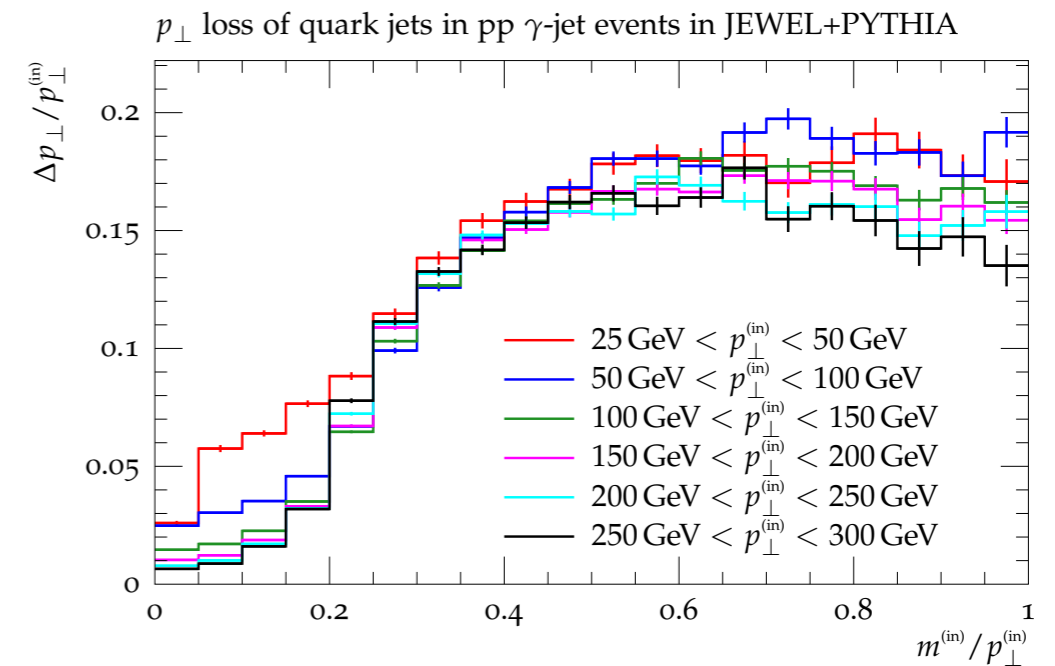 p⊥ loss of quark jets in pp γ-jet events in JEWEL+PYTHIA
Δp⊥/p⊥^(in)
0.2
0.15
0.1
0.05
0
25 GeV < p⊥^(in) < 50 GeV
50 GeV < p⊥^(in) < 100 GeV
100 GeV < p⊥^(in) < 150 GeV
150 GeV < p⊥^(in) < 200 GeV
200 GeV < p⊥^(in) < 250 GeV
250 GeV < p⊥^(in) < 300 GeV
0 0.2 0.4 0.6 0.8 1
m^(in)/p⊥^(in)